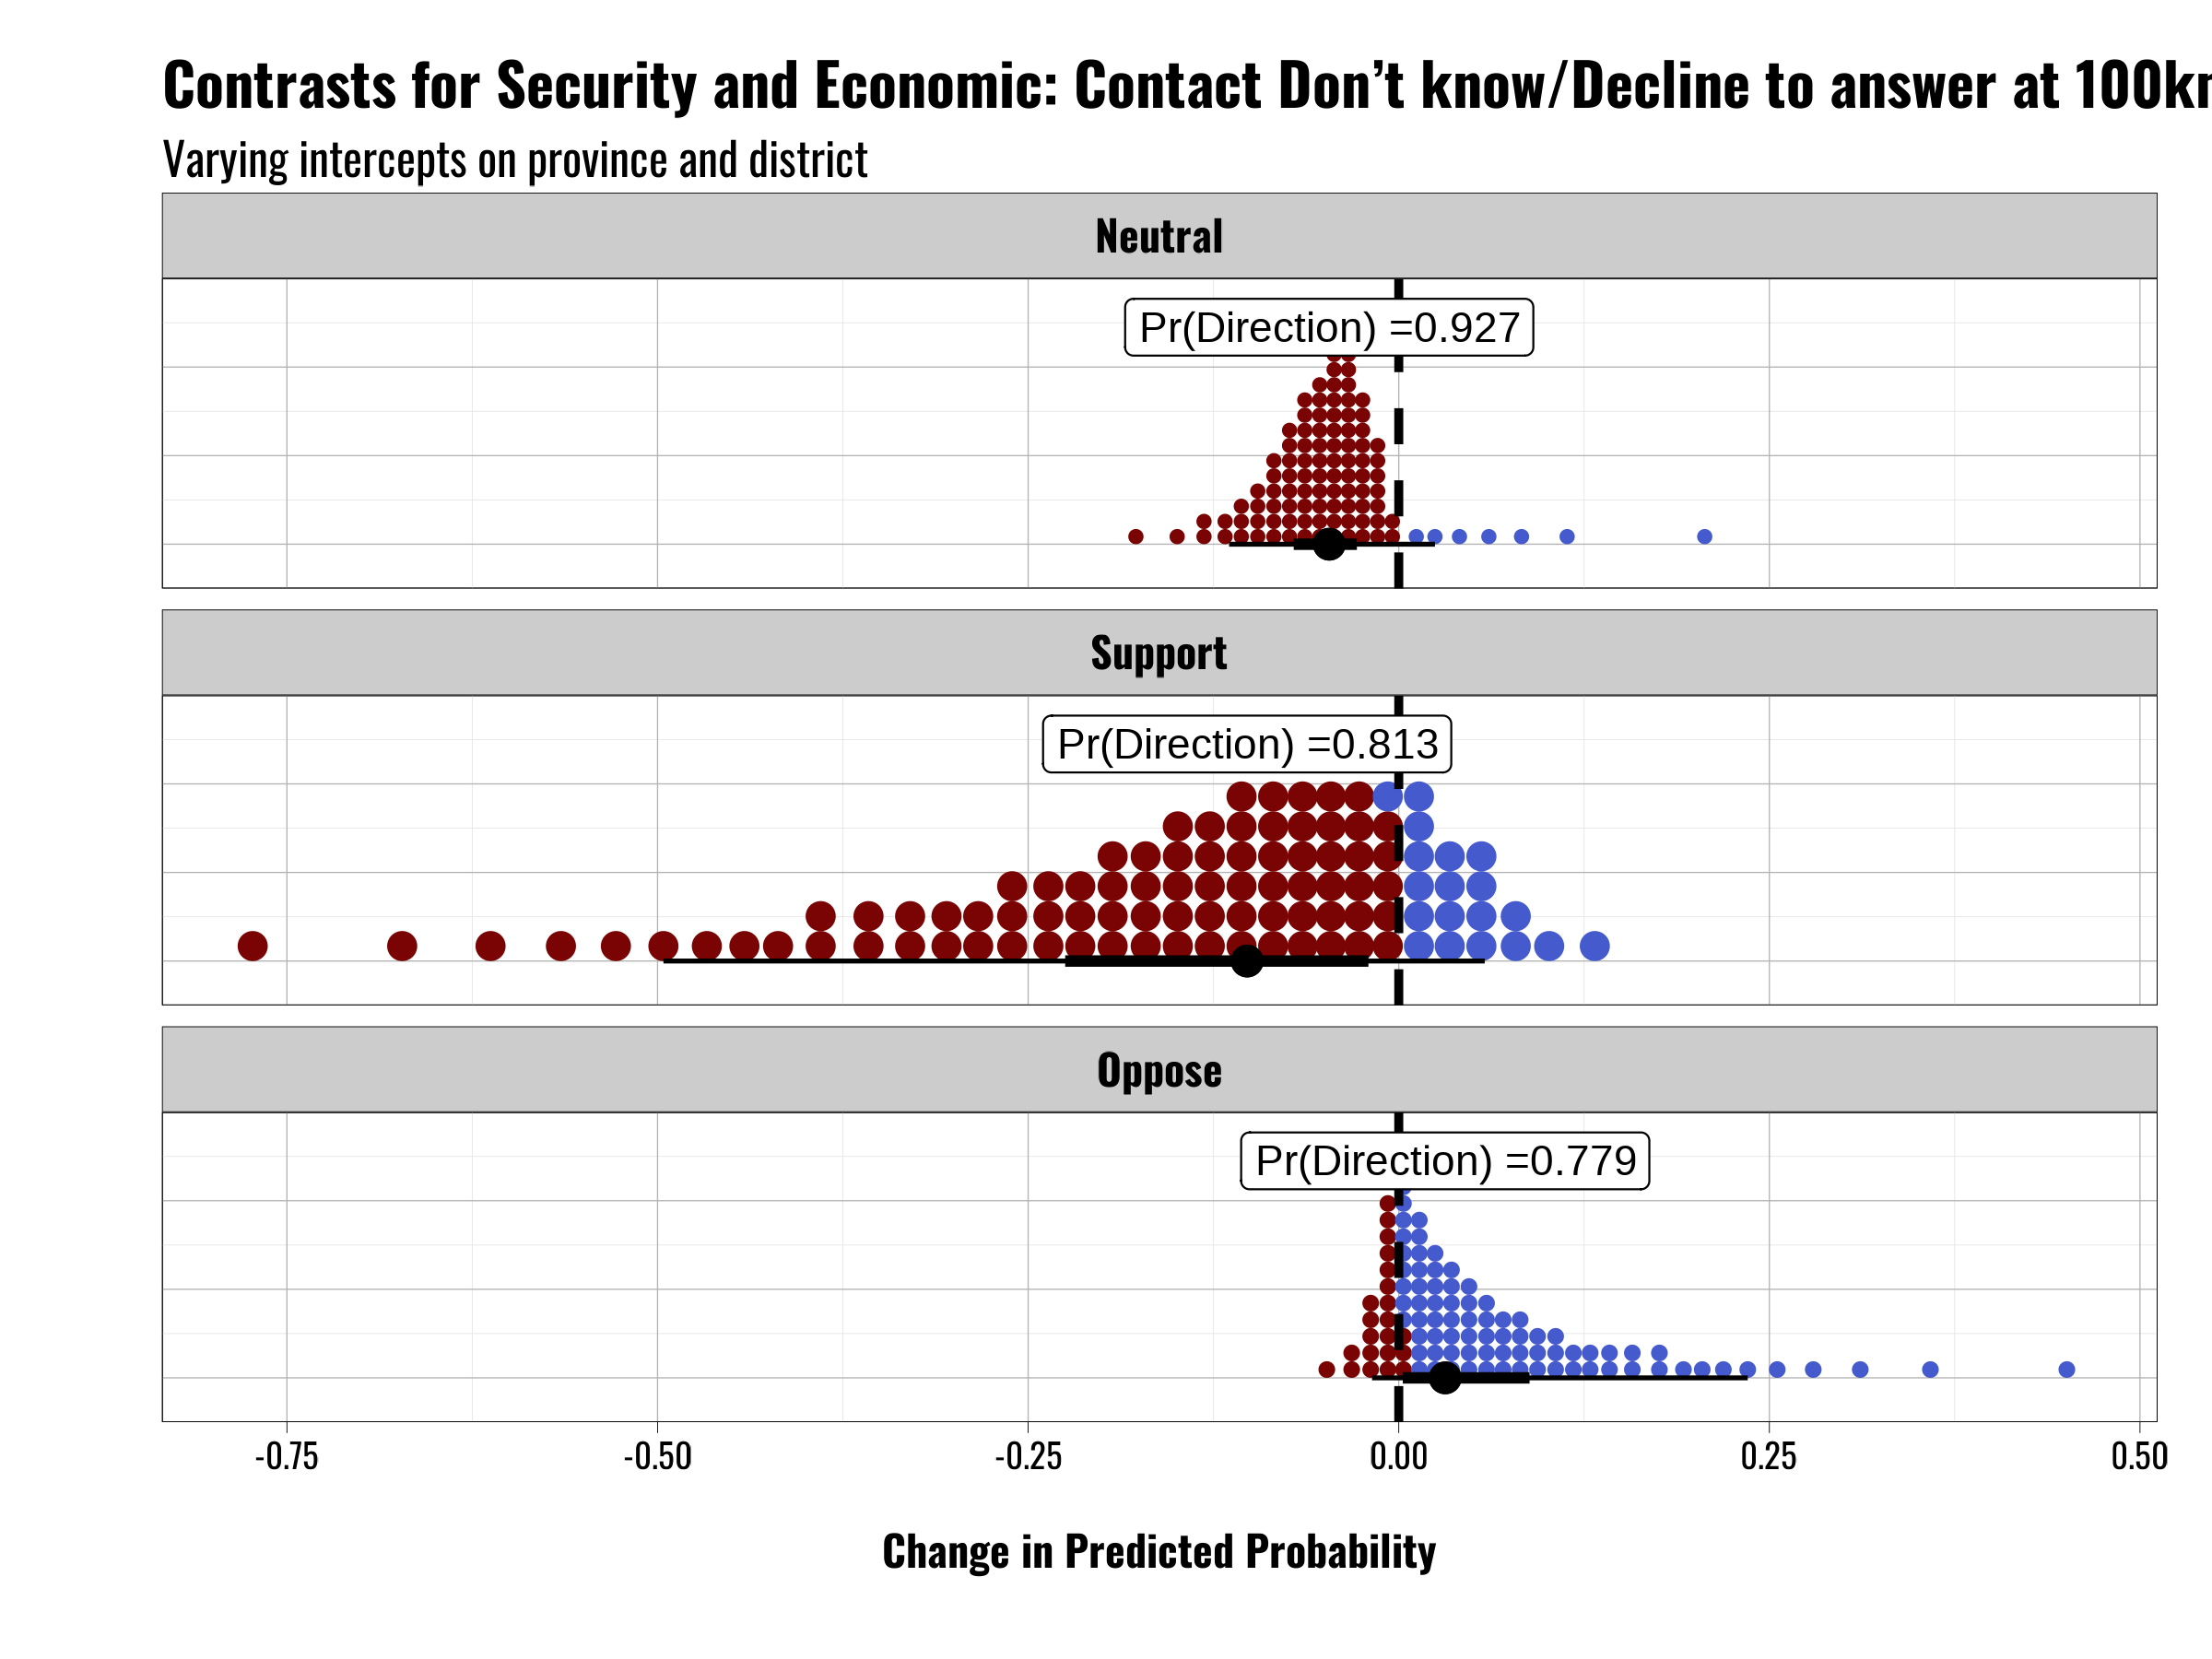 Contrasts for Security and Economic: Contact Don’t know/Decline to answer at 100k
Varying intercepts on province and district
Neutral
Pr(Direction) =0.927
Support
Pr(Direction) =0.813
Oppose
Pr(Direction) =0.779
-0.75 -0.50 -0.25 0.00 0.25 0.50
Change in Predicted Probability